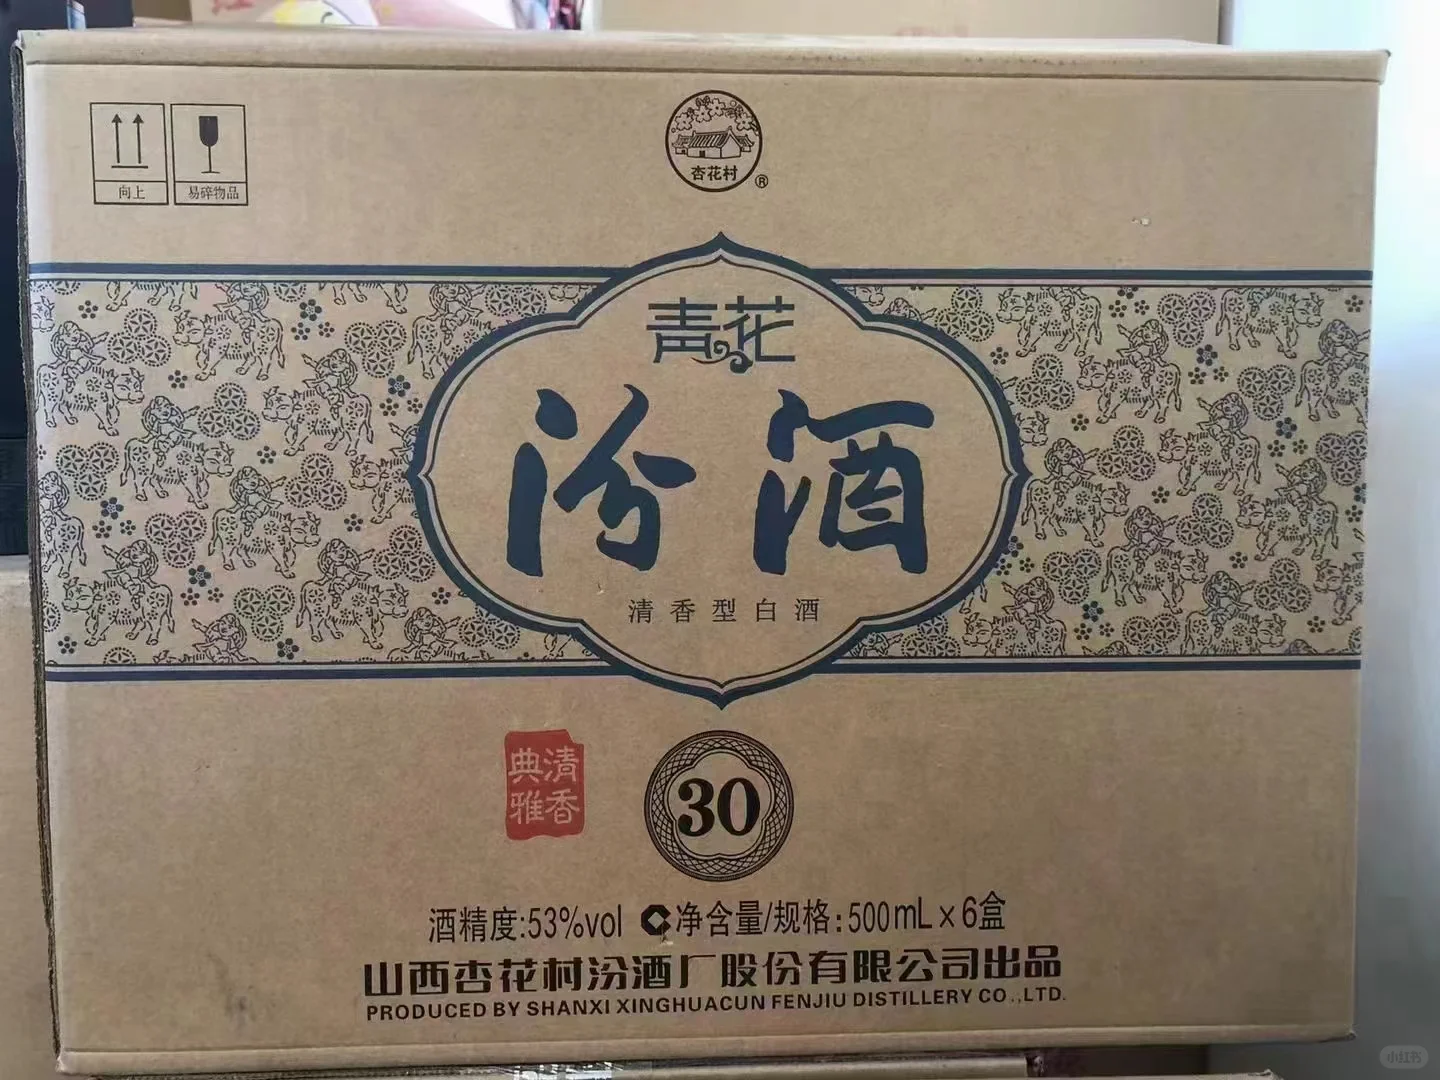 杏花村
®
向上 易碎物品
青花
汾酒
清香型白酒
清香
典雅
30
酒精度:53%vol 净含量/规格:500mL×6盒
山西杏花村汾酒厂股份有限公司出品
PRODUCED BY SHANXI XINGHUACUN FENJIU DISTILLERY CO.,LTD.
小红书